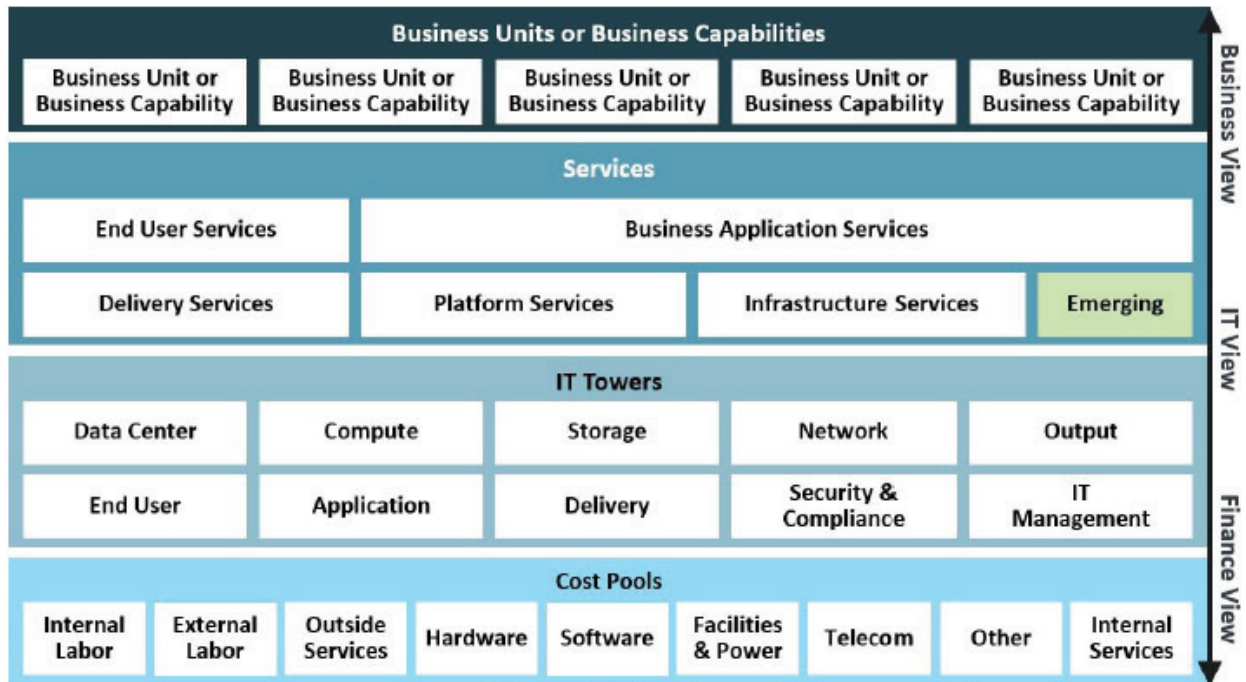 Business Units or Business Capabilities
Business Unit or
Business Capability
Business Unit or
Business Capability
Business Unit or
Business Capability
Business Unit or
Business Capability
Business Unit or
Business Capability
Services
End User Services
Business Application Services
Delivery Services
Platform Services
Infrastructure Services
Emerging
IT Towers
Data Center
Compute
Storage
Network
Output
End User
Application
Delivery
Security &
Compliance
IT
Management
Cost Pools
Internal
Labor
External
Labor
Outside
Services
Hardware
Software
Facilities
& Power
Telecom
Other
Internal
Services
Business View
IT View
Finance View